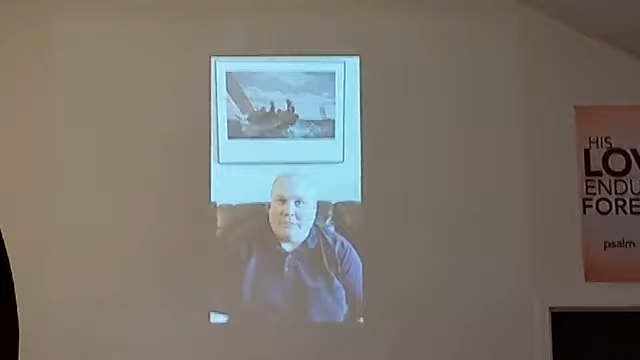 HIS
LOV
ENDU
FORE
psalm